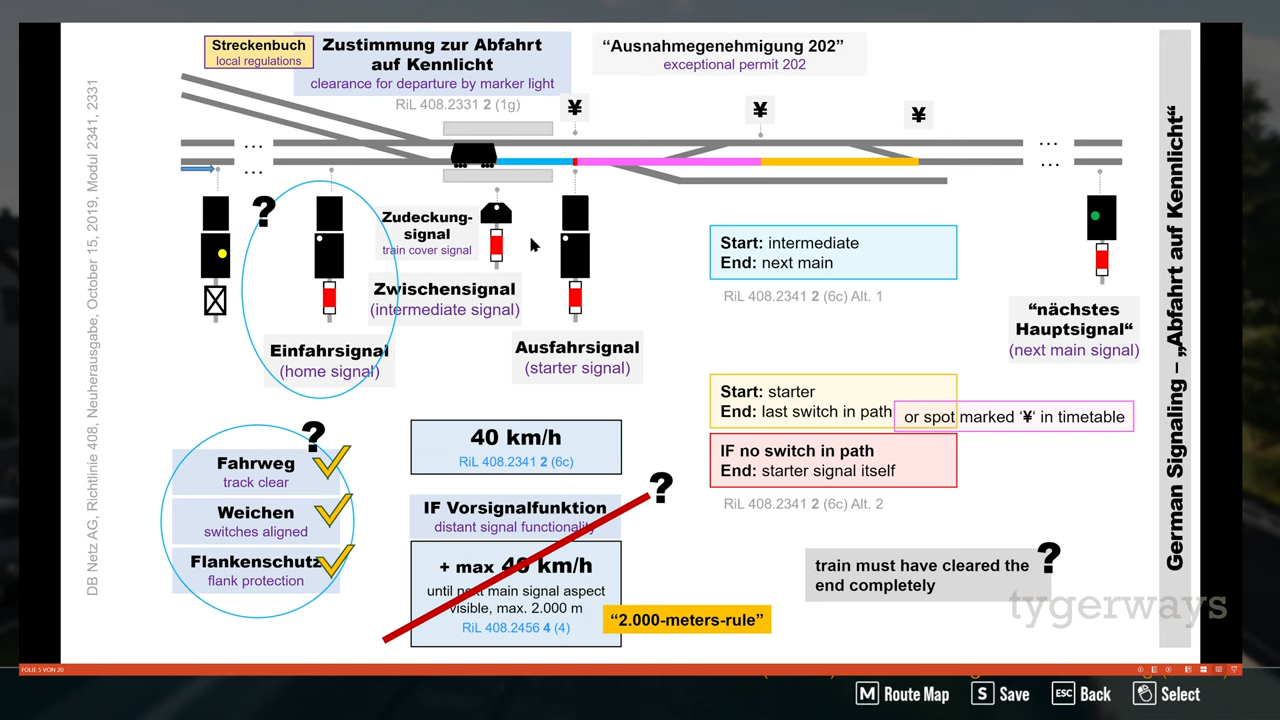 Streckenbuch
local regulations
Zustimmung zur Abfahrt
auf Kennlicht
clearance for departure by marker light
RiL 408.2331 2 (1g)
“Ausnahmegenehmigung 202”
exceptional permit 202
¥
¥
¥
...
...
...
...
?
Zudeckung-
signal
train cover signal
Zwischensignal
(intermediate signal)
Einfahrsignal
(home signal)
Ausfahrsignal
(starter signal)
Start: intermediate
End: next main
RiL 408.2341 2 (6c) Alt. 1
“nächstes
Hauptsignal“
(next main signal)
Start: starter
End: last switch in path
or spot marked ‘¥‘ in timetable
IF no switch in path
End: starter signal itself
RiL 408.2341 2 (6c) Alt. 2
?
Fahrweg
track clear
Weichen
switches aligned
Flankenschutz
flank protection
40 km/h
RiL 408.2341 2 (6c)
?
IF Vorsignalfunktion
distant signal functionality
+ max 40 km/h
until next main signal aspect
visible, max. 2.000 m
RiL 408.2456 4 (4)
“2.000-meters-rule”
train must have cleared the
end completely
?
tygerways
DB Netz AG, Richtlinie 408, Neuherausgabe, October 15, 2019, Modul 2341, 2331
German Signaling – „Abfahrt auf Kennlicht“
FOLIE 5 VON 20
M Route Map
S Save
ESC Back
Select